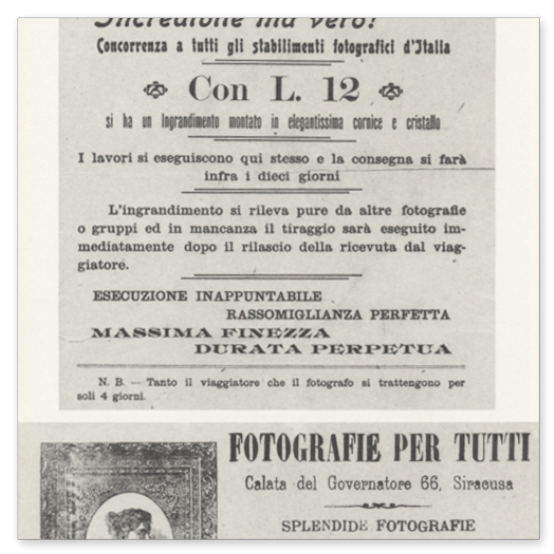 Incredibile ma vero!
Concorrenza a tutti gli stabilimenti fotografici d'Italia
Con L. 12
si ha un Ingrandimento montato in elegantissima cornice e cristallo
I lavori si eseguiscono qui stesso e la consegna si farà
infra i dieci giorni
L'ingrandimento si rileva pure da altre fotografie
o gruppi ed in mancanza il tiraggio sarà eseguito im-
mediatamente dopo il rilascio della ricevuta dal viag-
giatore.
ESECUZIONE INAPPUNTABILE
RASSOMIGLIANZA PERFETTA
MASSIMA FINEZZA
DURATA PERPETUA
N. B. — Tanto il viaggiatore che il fotografo si trattengono per
soli 4 giorni.
FOTOGRAFIE PER TUTTI
Calata del Governatore 66, Siracusa
SPLENDIDE FOTOGRAFIE